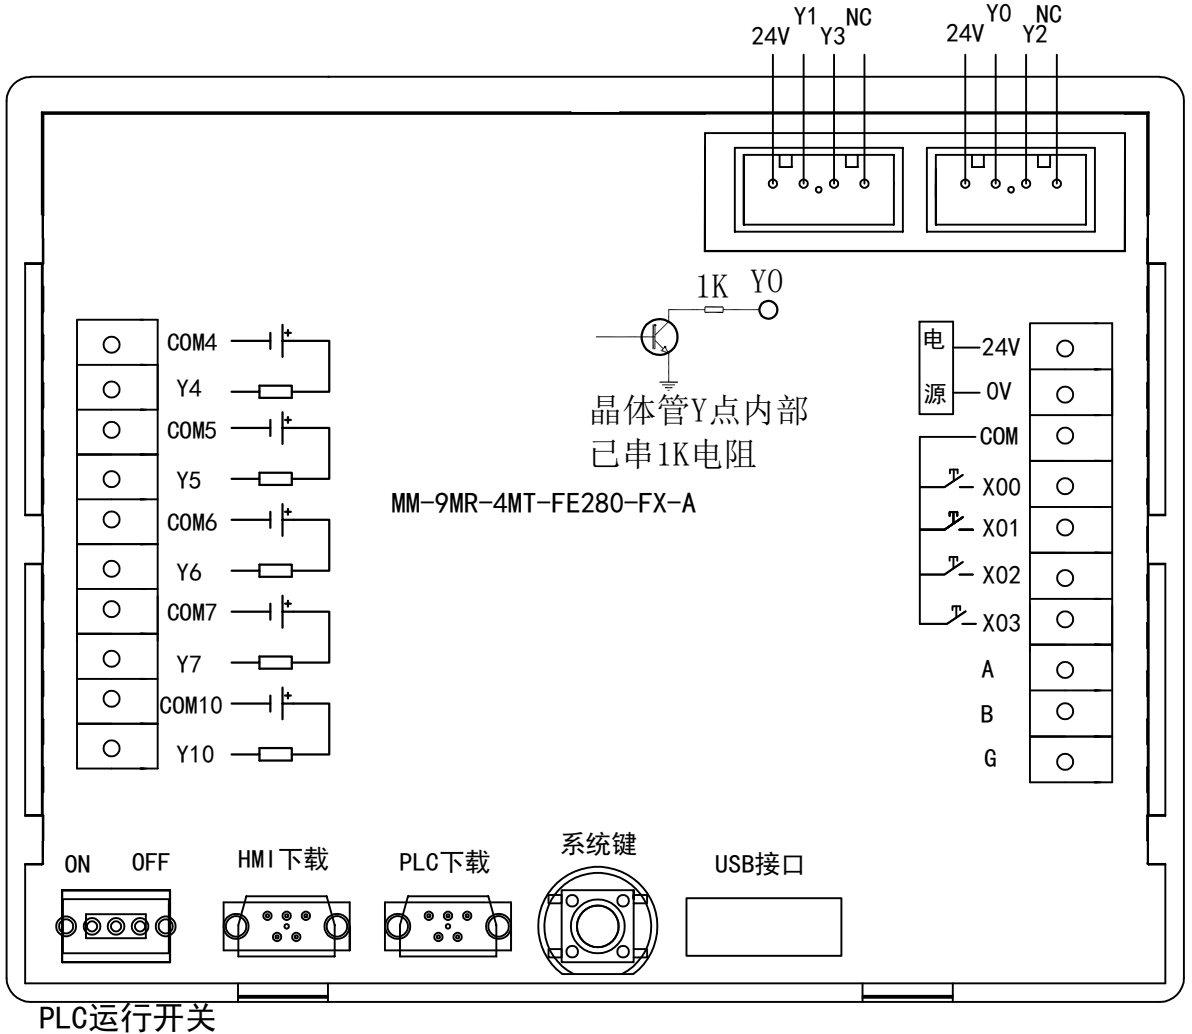 Y1 NC Y0 NC
24V Y3 24V Y2
1K Y0
晶体管Y点内部
已串1K电阻
MM-9MR-4MT-FE280-FX-A
COM4
Y4
COM5
Y5
COM6
Y6
COM7
Y7
COM10
Y10
电源
24V
0V
COM
X00
X01
X02
X03
A
B
G
ON OFF
HMI下载
PLC下载
系统键
USB接口
PLC运行开关